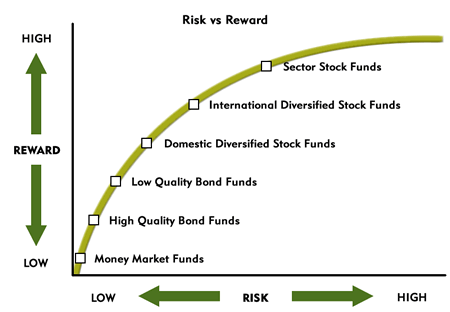 Risk vs Reward
HIGH
Sector Stock Funds
International Diversified Stock Funds
Domestic Diversified Stock Funds
REWARD
Low Quality Bond Funds
High Quality Bond Funds
Money Market Funds
LOW
LOW RISK HIGH